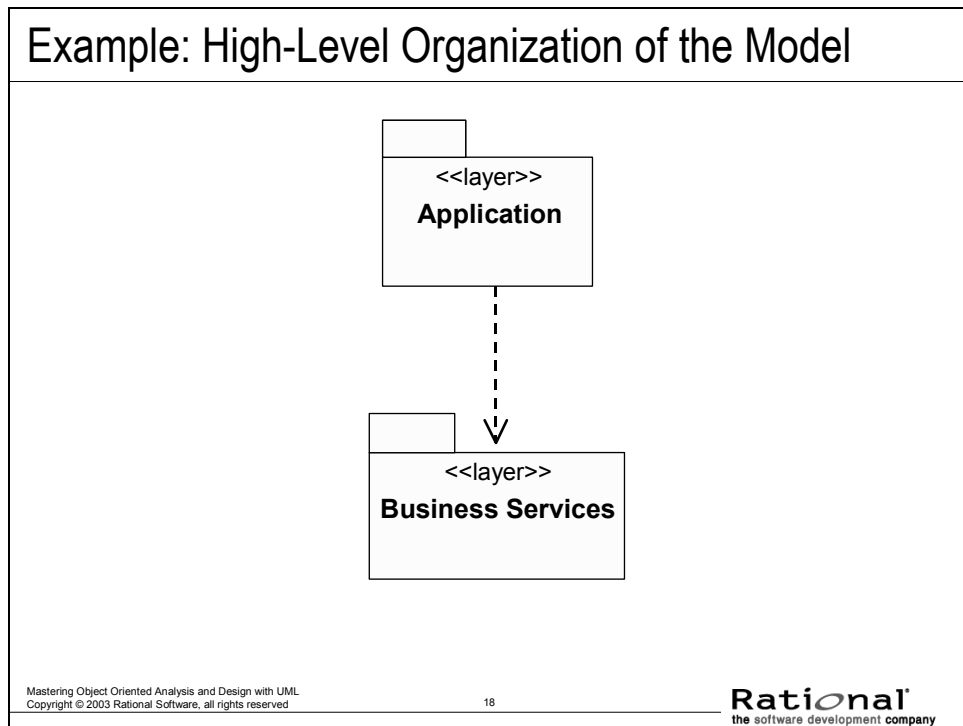 Example: High-Level Organization of the Model
<<layer>>
Application
<<layer>>
Business Services
Mastering Object Oriented Analysis and Design with UML
Copyright © 2003 Rational Software, all rights reserved
18
Rational
the software development company